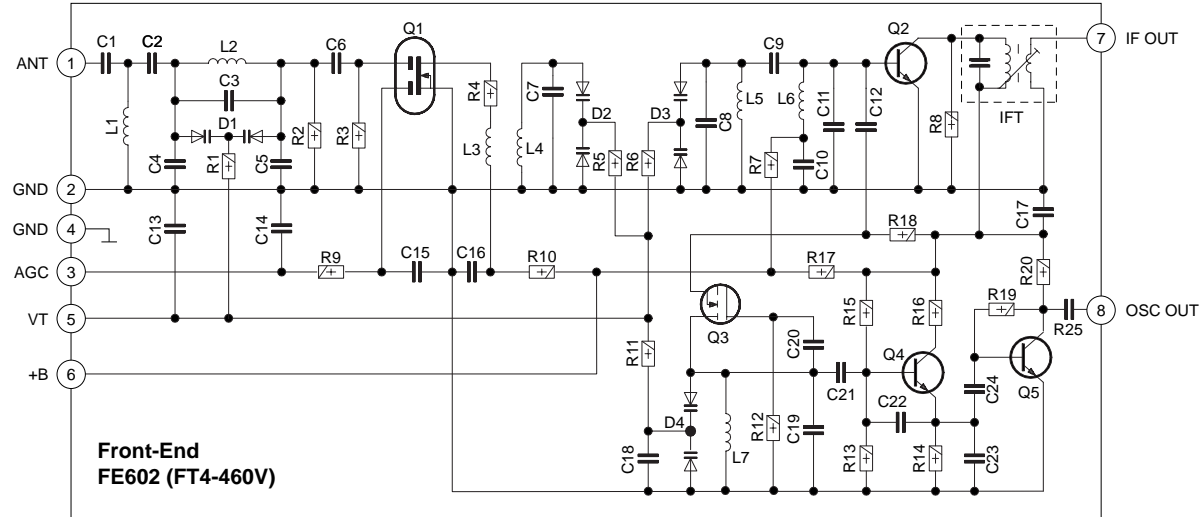 C1
C2
L2
C6
Q1
C9
Q2
ANT 1
7 IF OUT
C3
R4
C7
L5
L6
C11
C12
L1
D1
R2
R3
D2
D3
C8
R8
IFT
C4
R1
C5
L3
L4
R5
R6
R7
C10
GND 2
GND 4
C13
C14
R18
C17
AGC 3
R9
C15
C16
R10
R17
R20
VT 5
R19
8 OSC OUT
R15
R16
R25
Q3
C20
R11
Q4
+B 6
C21
C24
Q5
C22
D4
R12
C19
Front-End
FE602 (FT4-460V)
C18
L7
R13
R14
C23